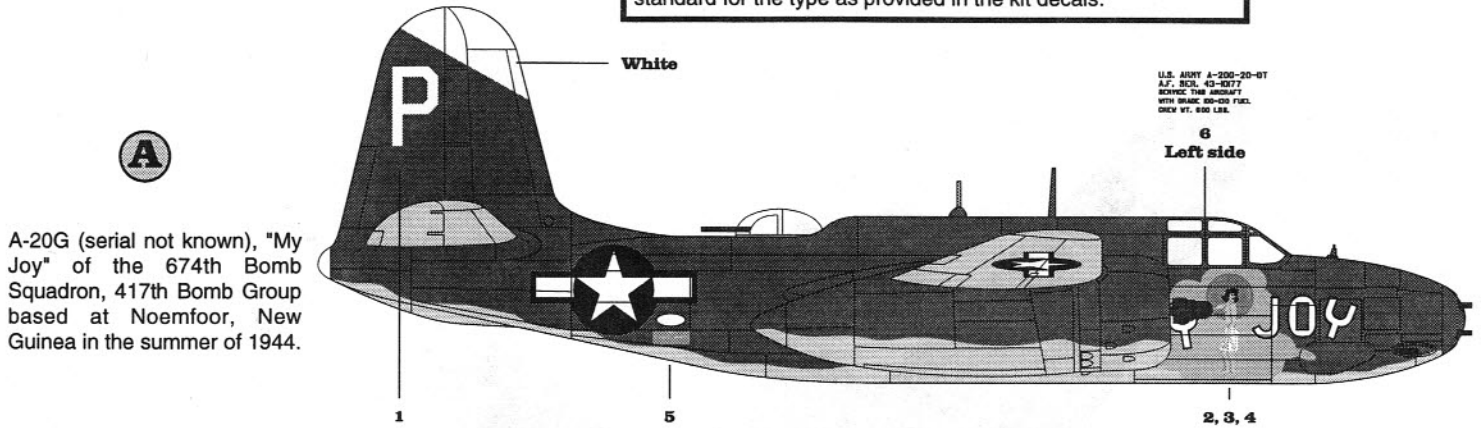 standard for the type as provided in the kit decals.
White
P
U.S. ARMY A-20G-20-DT
A.F. SER. 43-10177
SERVICE THIS AIRCRAFT
WITH GRADE 100-130 FUEL
CREW WT. 600 LBS.
6
Left side
A
A-20G (serial not known), "My
Joy" of the 674th Bomb
Squadron, 417th Bomb Group
based at Noemfoor, New
Guinea in the summer of 1944.
Y JOY
1
5
2, 3, 4